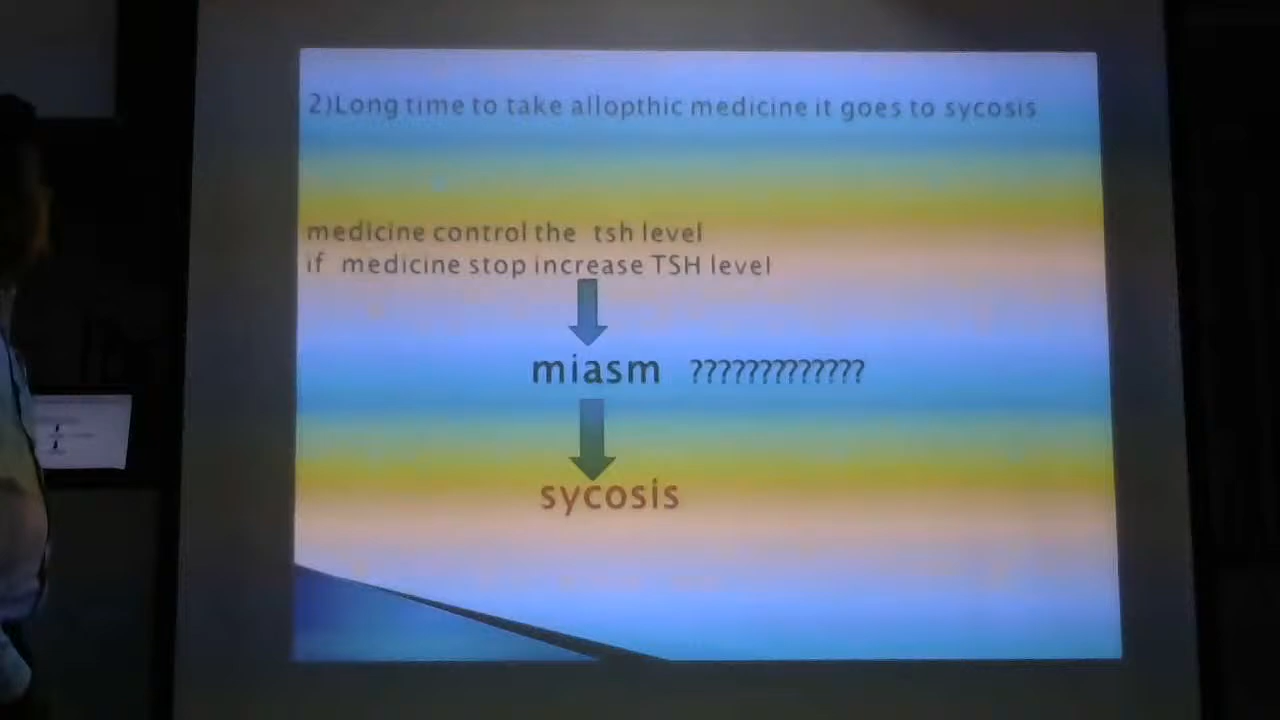 2)Long time to take allopthic medicine it goes to sycosis
medicine control the tsh level
if medicine stop increase TSH level
miasm ?????????????
sycosis